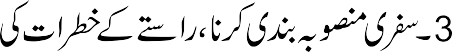 3۔ سفری منصوبہ بندی کرنا، راستے کے خطرات کی